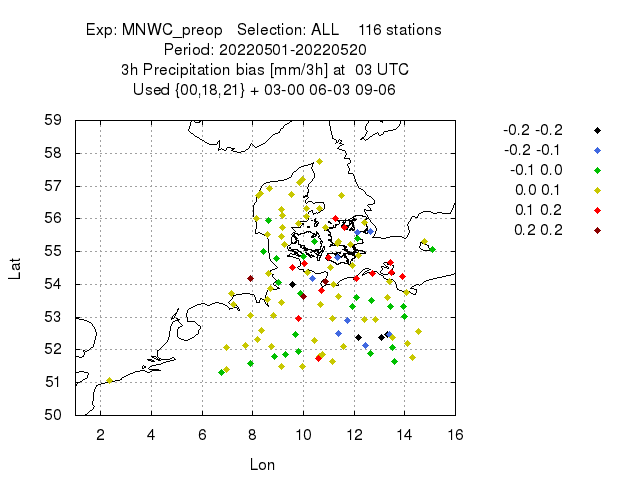 Exp: MNWC_preop   Selection: ALL    116 stations
Period: 20220501-20220520
3h Precipitation bias [mm/3h] at  03 UTC
Used {00,18,21} + 03-00 06-03 09-06
59
58
57
56
55
54
53
52
51
50
Lat
2 4 6 8 10 12 14 16
Lon
-0.2 -0.2
-0.2 -0.1
-0.1 0.0
0.0 0.1
0.1 0.2
0.2 0.2